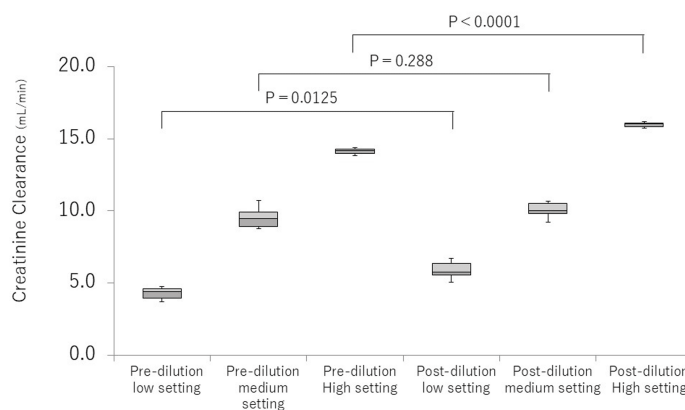 P < 0.0001
P = 0.288
P = 0.0125
Creatinine Clearance (mL/min)
20.0
15.0
10.0
5.0
0.0
Pre-dilution
low setting
Pre-dilution
medium
setting
Pre-dilution
High setting
Post-dilution
low setting
Post-dilution
medium setting
Post-dilution
High setting